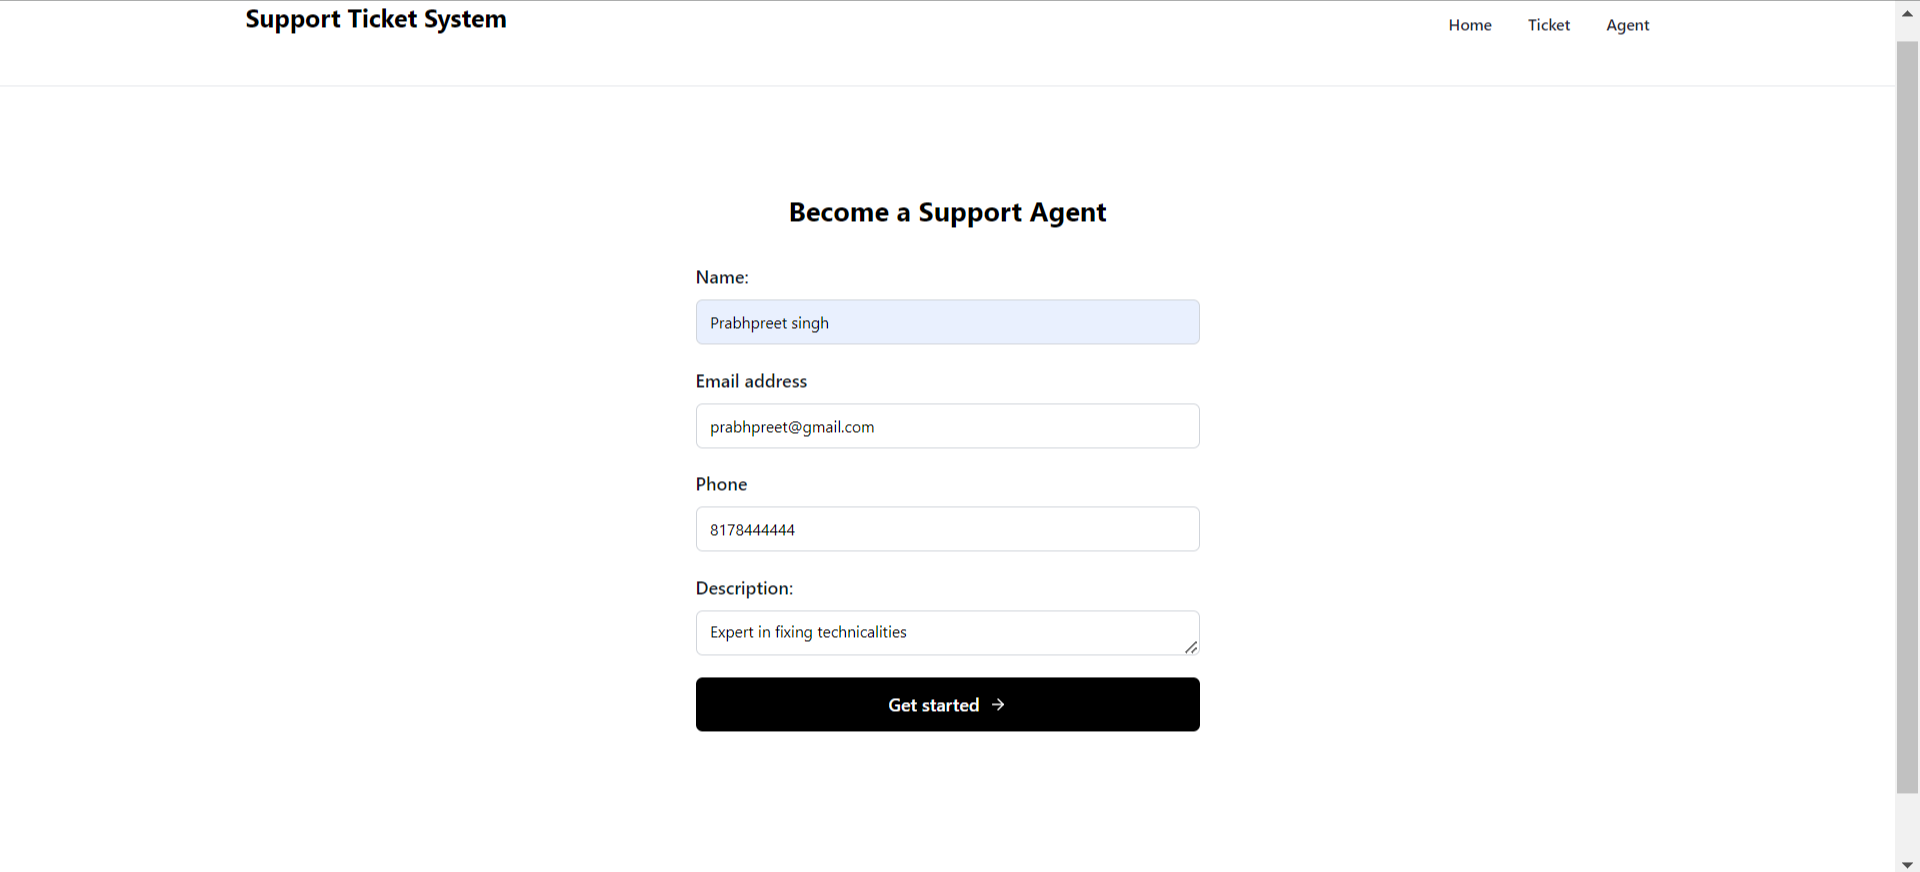 Support Ticket System
Home Ticket Agent
Become a Support Agent
Name:
Prabhpreet singh
Email address
prabhpreet@gmail.com
Phone
8178444444
Description:
Expert in fixing technicalities
Get started →